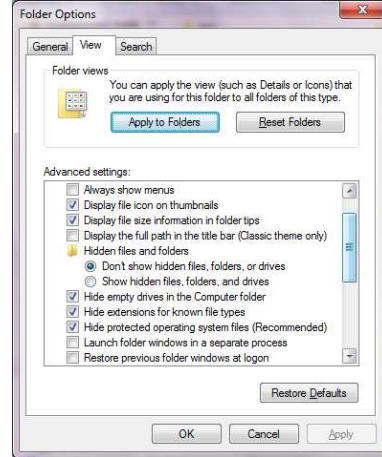 Folder Options
General View Search
Folder views
You can apply the view (such as Details or Icons) that
you are using for this folder to all folders of this type.
Apply to Folders Reset Folders
Advanced settings:
Always show menus
Display file icon on thumbnails
Display file size information in folder tips
Display the full path in the title bar (Classic theme only)
Hidden files and folders
Don't show hidden files, folders, or drives
Show hidden files, folders, and drives
Hide empty drives in the Computer folder
Hide extensions for known file types
Hide protected operating system files (Recommended)
Launch folder windows in a separate process
Restore previous folder windows at logon
Restore Defaults
OK Cancel Apply